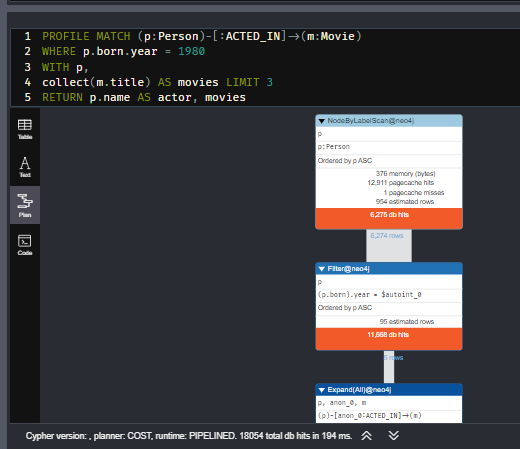 1 PROFILE MATCH (p:Person)-[:ACTED_IN]→(m:Movie)
2 WHERE p.born.year = 1980
3 WITH p,
4 collect(m.title) AS movies LIMIT 3
5 RETURN p.name AS actor, movies
Table
Text
Plan
Code
NodeByLabelScan@neo4j
p
p:Person
Ordered by p ASC
376 memory (bytes)
12,911 pagecache hits
1 pagecache misses
954 estimated rows
6,275 db hits
6,274 rows
Filter@neo4j
p
(p.born).year = $autoint_0
Ordered by p ASC
95 estimated rows
11,668 db hits
rows
Expand(All)@neo4j
p, anon_0, m
(p)-[anon_0:ACTED_IN]→(m)
Cypher version: , planner: COST, runtime: PIPELINED. 18054 total db hits in 194 ms.